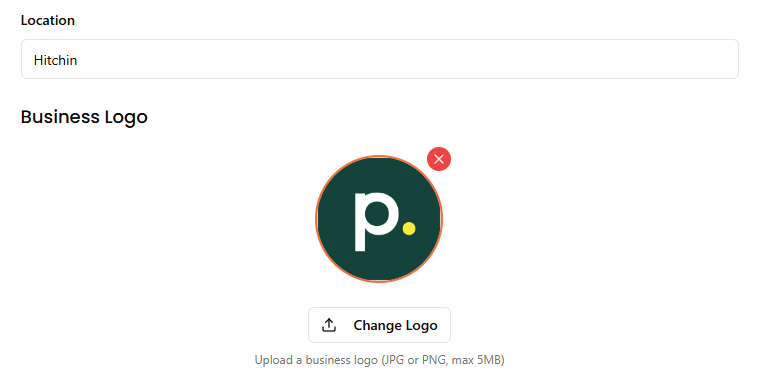 Location
Hitchin
Business Logo
p.
Change Logo
Upload a business logo (JPG or PNG, max 5MB)